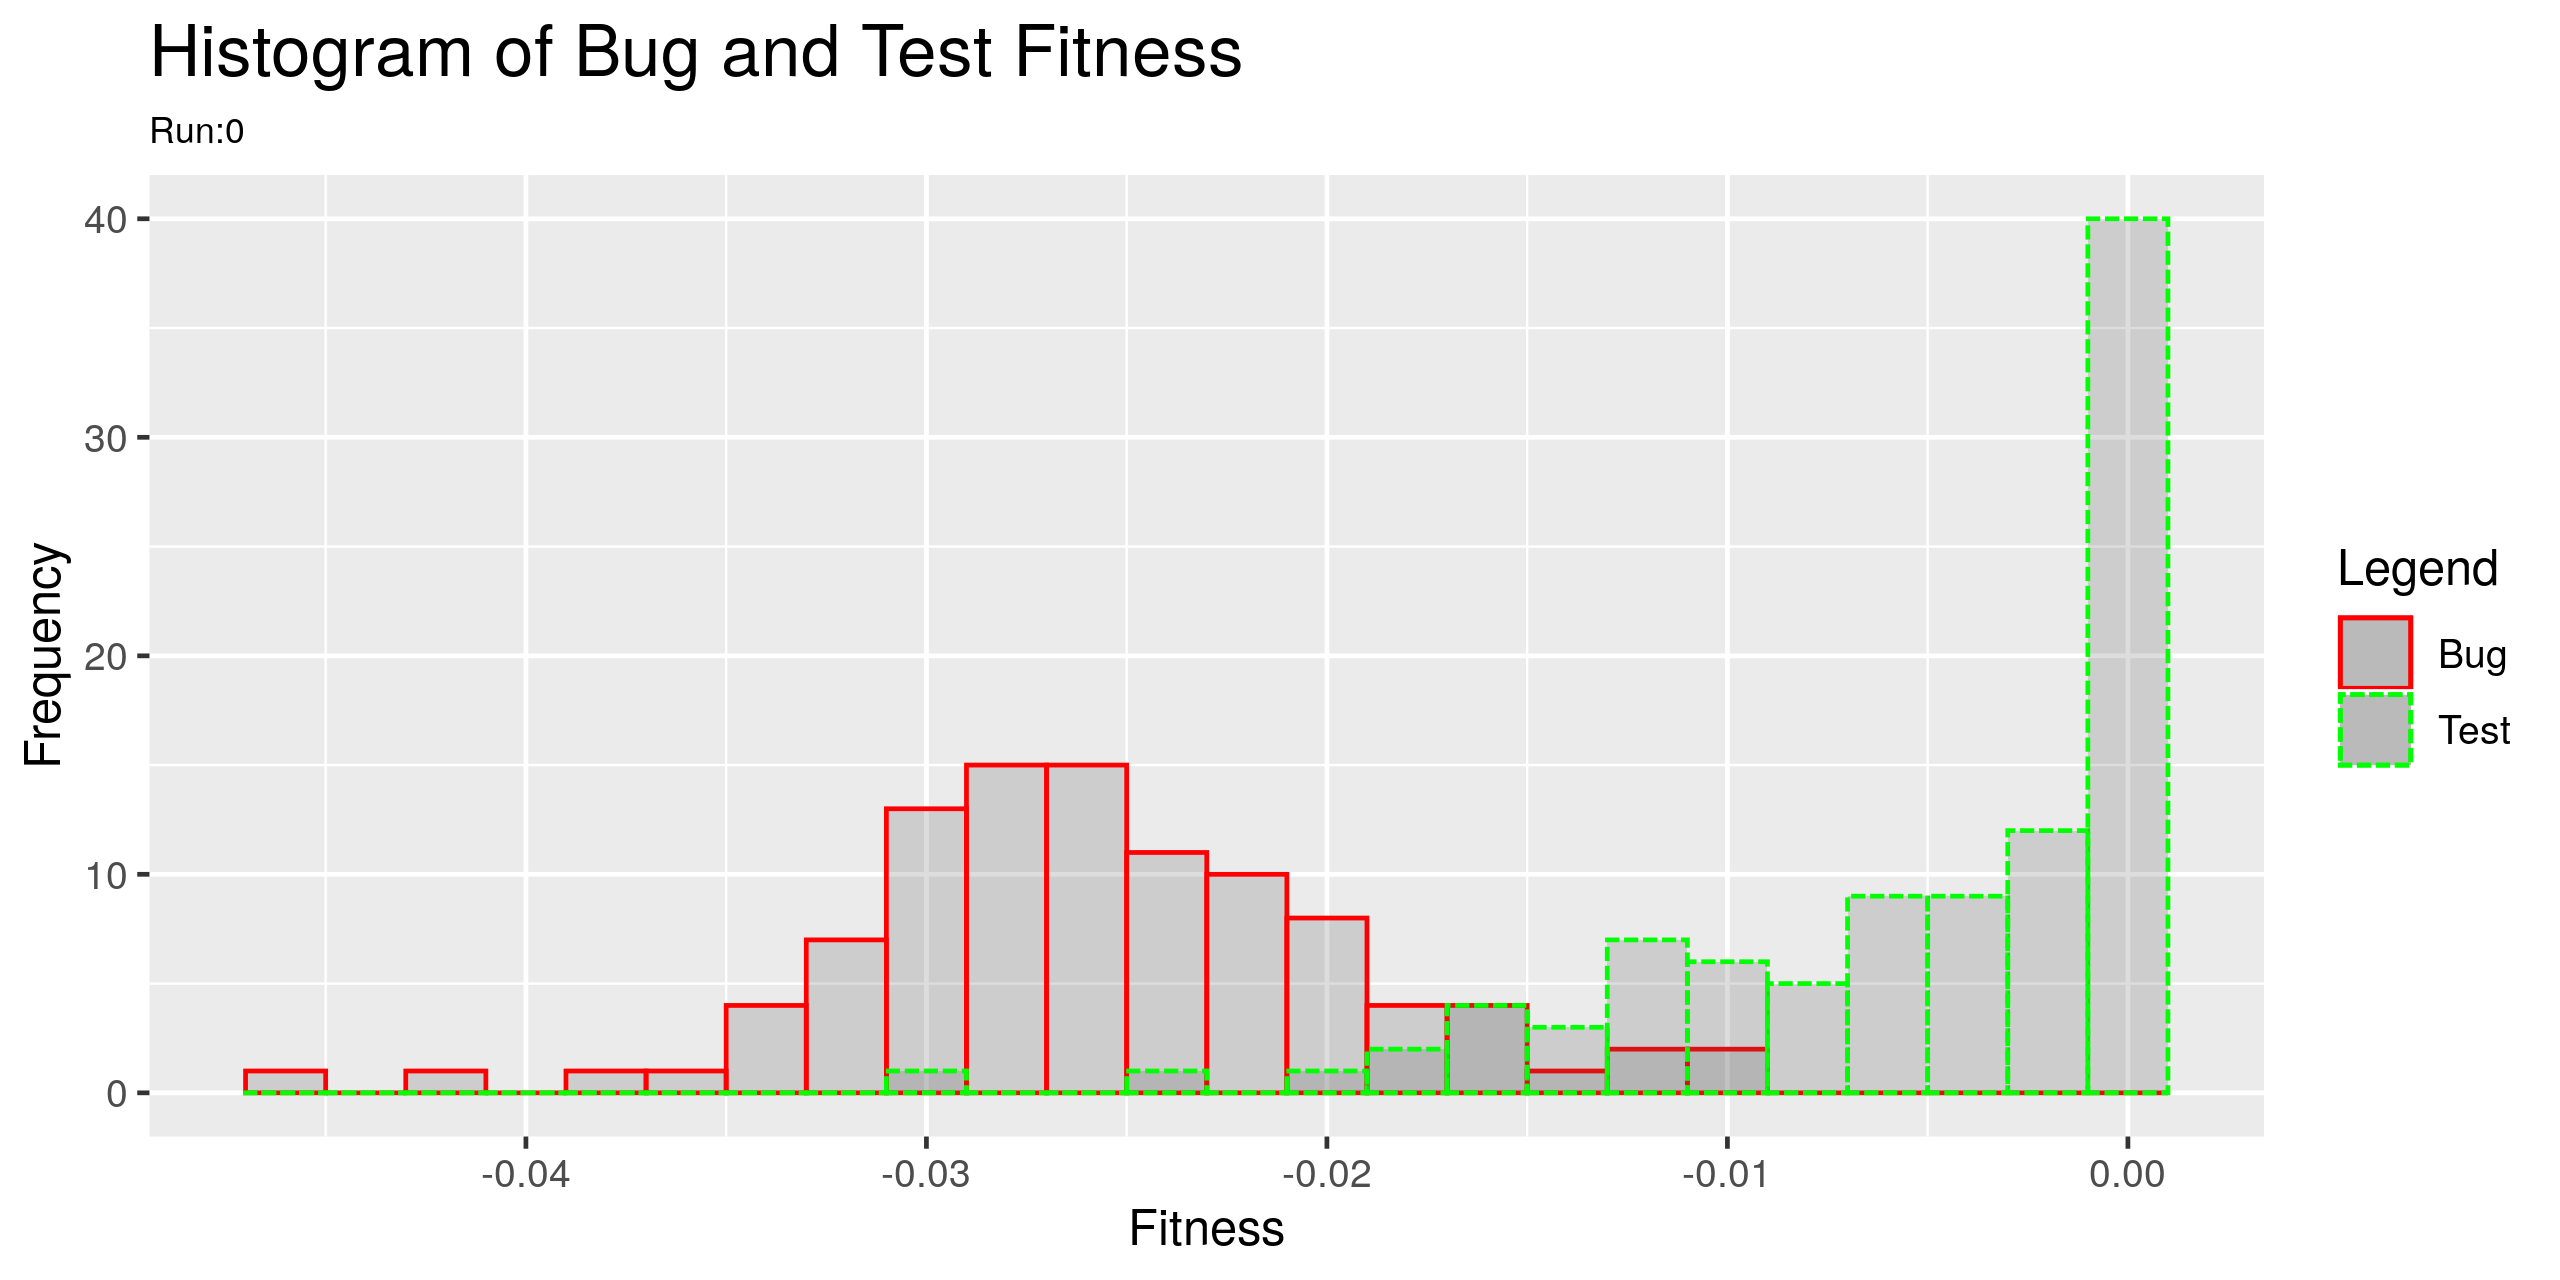 Histogram of Bug and Test Fitness
Run:0
Frequency
40
30
20
10
0
-0.04
-0.03
-0.02
-0.01
0.00
Fitness
Legend
Bug
Test